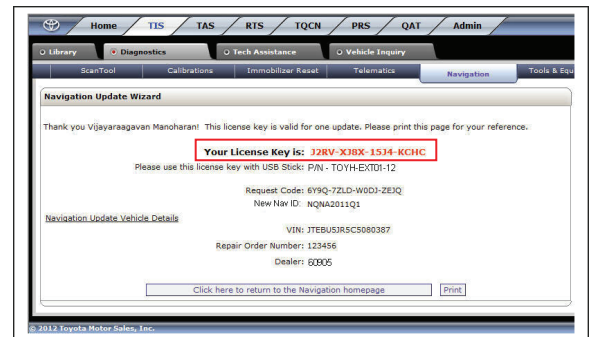 Home TIS TAS RTS TQCN PRS QAT Admin
Library Diagnostics Tech Assistance Vehicle Inquiry
ScanTool Calibrations Immobilizer Reset Telematics Navigation Tools & Equ
Navigation Update Wizard
Thank you Vijayaraagavan Manoharan! This license key is valid for one update. Please print this page for your reference.
Your License Key is: J2RV-XJ8X-15J4-KCHC
Please use this license key with USB Stick: P/N - TOYH-EXT01-12
Request Code: 6Y9Q-7ZLD-W0DJ-ZEJQ
New Nav ID: NQNA2011Q1
Navigation Update Vehicle Details
VIN: JTEBU5JR5C5080387
Repair Order Number: 123456
Dealer: 60905
Click here to return to the Navigation homepage Print
© 2012 Toyota Motor Sales, Inc.